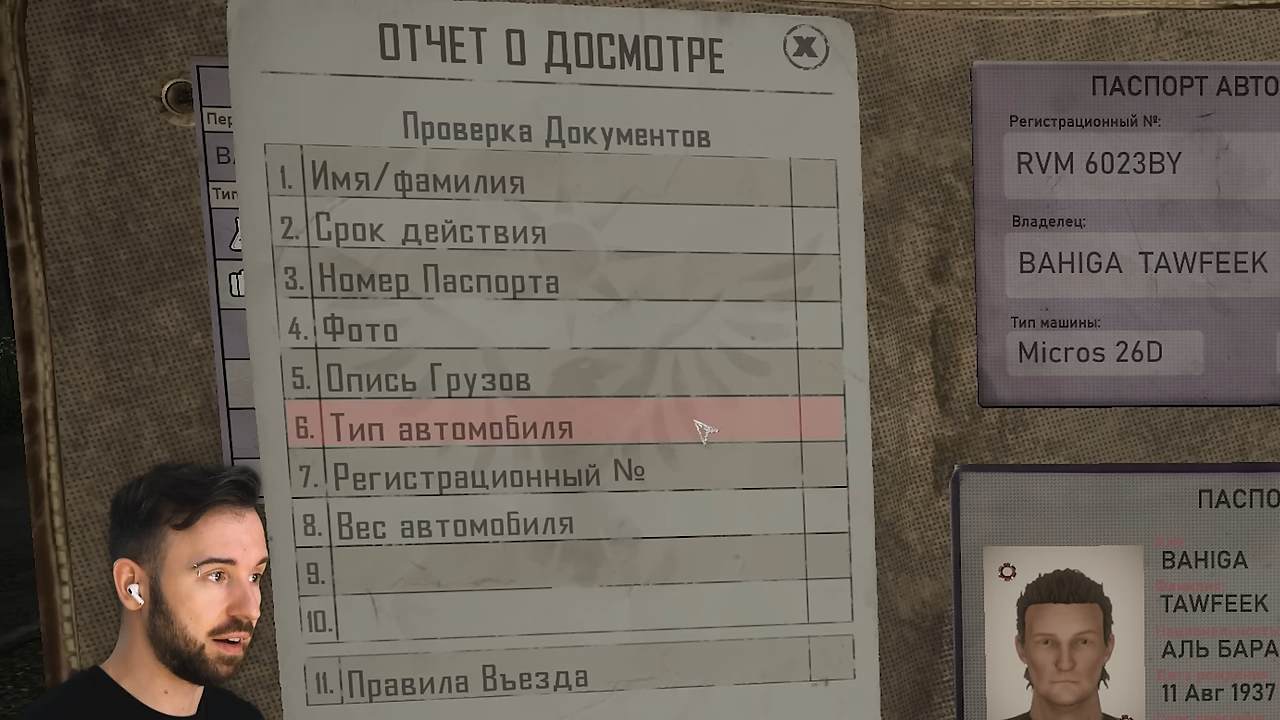 ОТЧЕТ О ДОСМОТРЕ
X
Проверка Документов
1. Имя/фамилия
2. Срок действия
3. Номер Паспорта
4. Фото
5. Опись Грузов
6. Тип автомобиля
7. Регистрационный №
8. Вес автомобиля
9.
10.
11. Правила Въезда
ПАСПОРТ АВТО
Регистрационный №:
RVM 6023BY
Владелец:
BAHIGA TAWFEEK
Тип машины:
Micros 26D
ПАСПО
BAHIGA
TAWFEEK
АЛЬ БАРА
11 Авг 1937